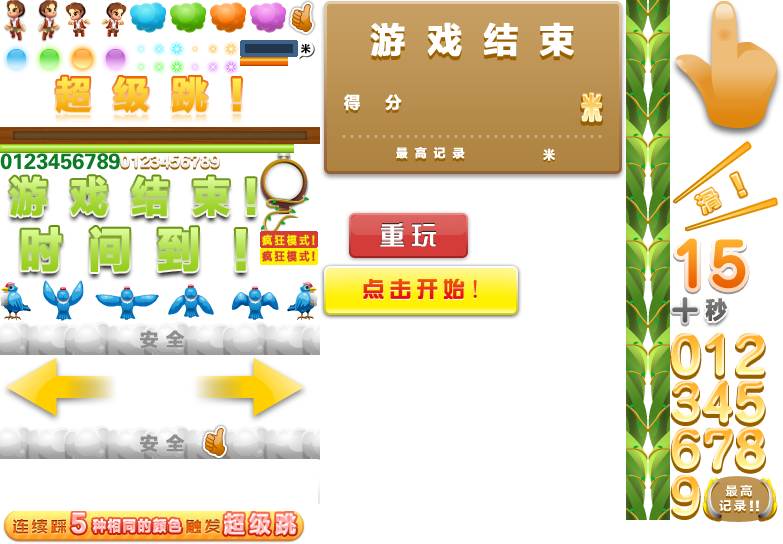 米
超级跳！
0123456789 0123456789
游戏结束！
时间到！
疯狂模式！
疯狂模式！
安全
安全
连续踩5种相同的颜色触发超级跳
游戏结束
得分 米
最高记录 米
重玩
点击开始！
滑！
15
+秒
012
345
678
9
最高
记录!!